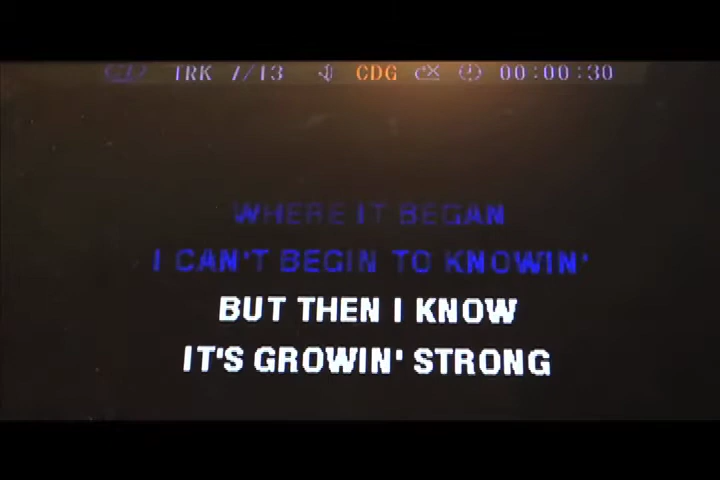 TRK 7/13 CDG 00:00:30
WHERE IT BEGAN
I CAN'T BEGIN TO KNOWIN'
BUT THEN I KNOW
IT'S GROWIN' STRONG